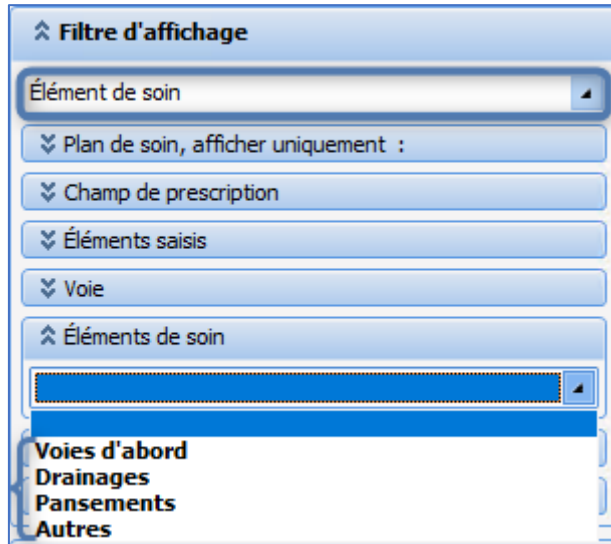 Filtre d'affichage
Élément de soin
Plan de soin, afficher uniquement :
Champ de prescription
Éléments saisis
Voie
Éléments de soin
Voies d'abord
Drainages
Pansements
Autres